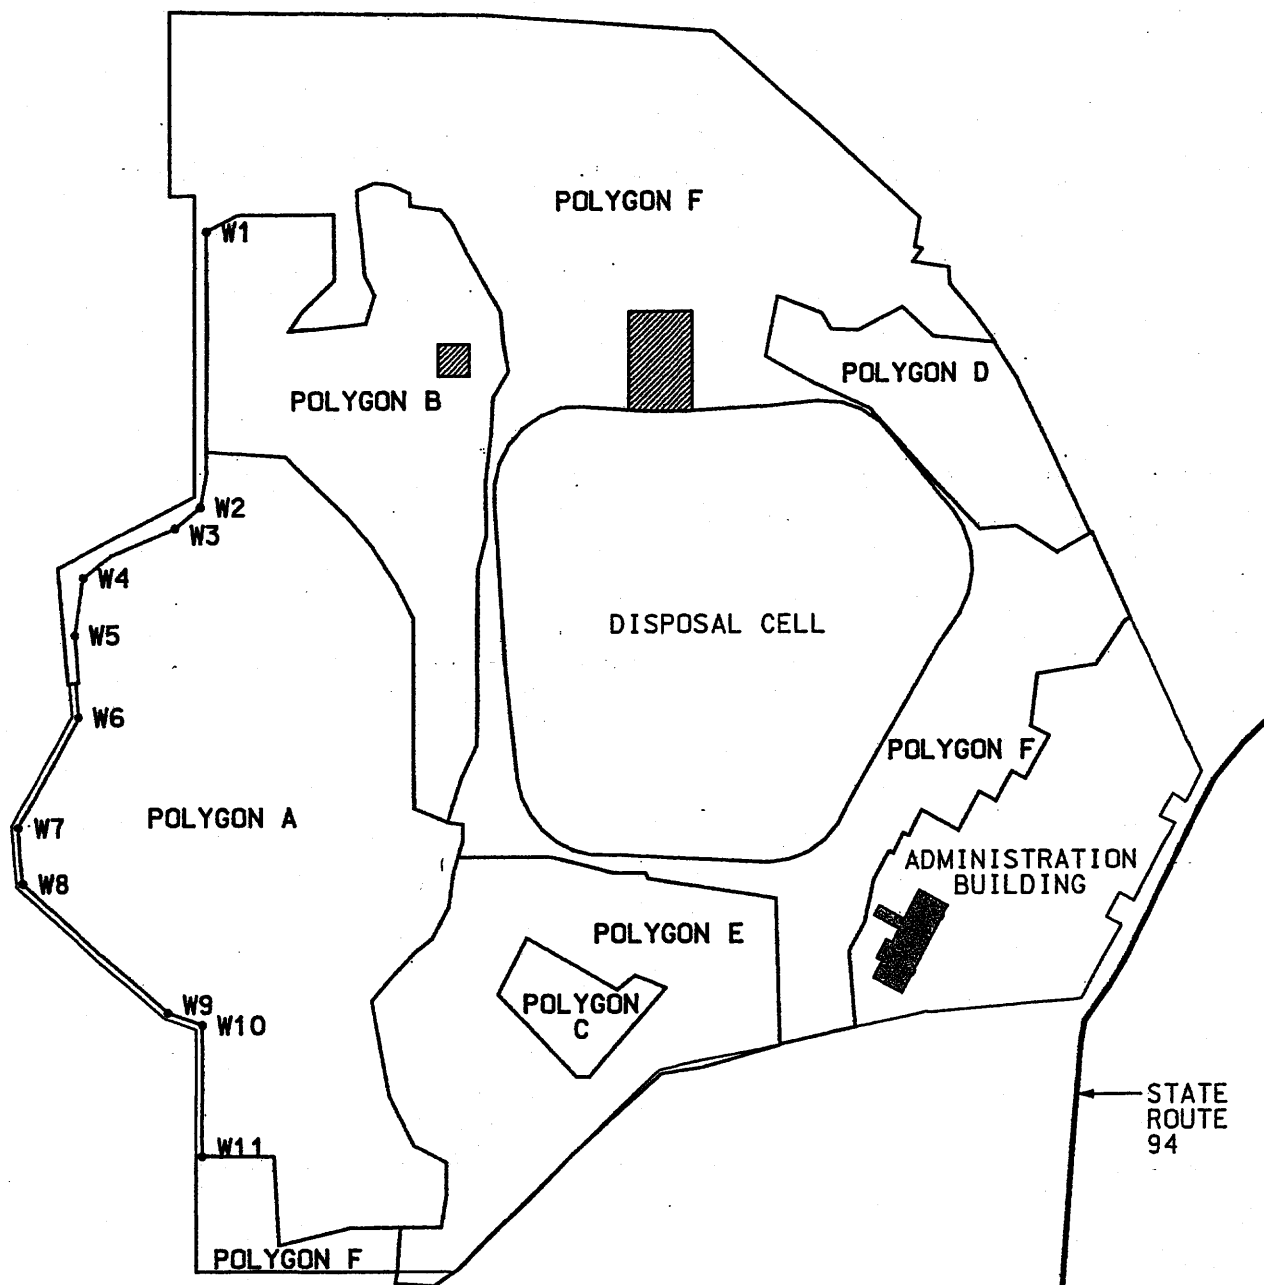 POLYGON F
W1
POLYGON D
POLYGON B
W2
W3
W4
DISPOSAL CELL
W5
W6
POLYGON F
POLYGON A
W7
ADMINISTRATION
BUILDING
W8
POLYGON E
POLYGON
C
W9
W10
STATE
ROUTE
94
W11
POLYGON F